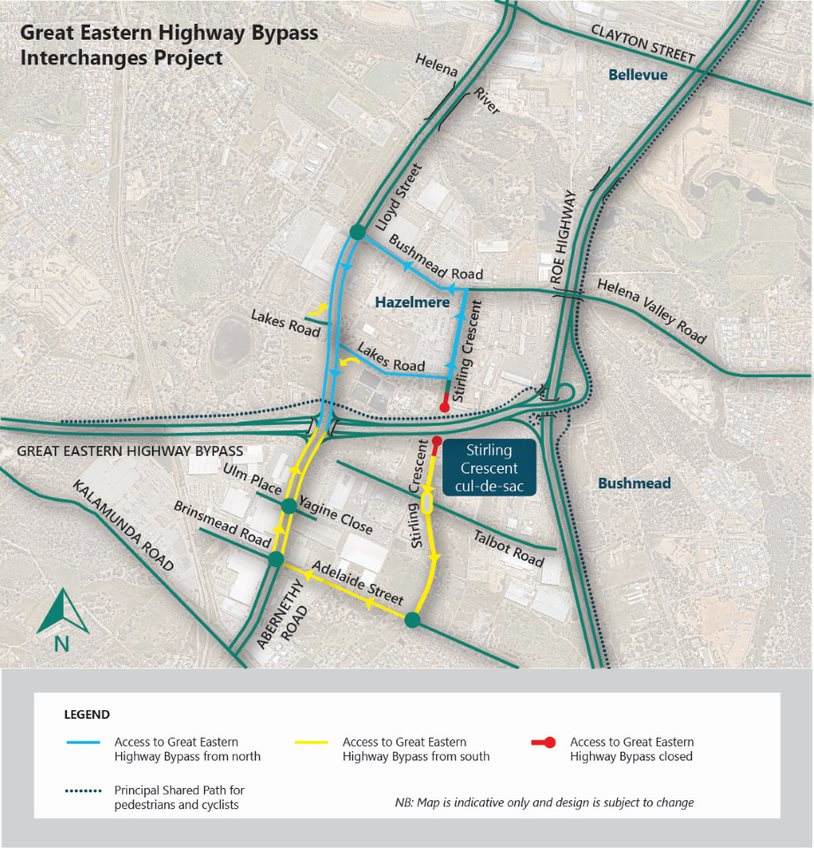 Great Eastern Highway Bypass
Interchanges Project
CLAYTON STREET
Bellevue
Helena
River
Lloyd Street
ROE HIGHWAY
Bushmead Road
Hazelmere
Helena Valley Road
Lakes Road
Lakes Road
Stirling Crescent
GREAT EASTERN HIGHWAY BYPASS
Stirling
Crescent
cul-de-sac
Stirling Crescent
Ulm Place
Bushmead
KALAMUNDA ROAD
Yagine Close
Brinsmead Road
Talbot Road
Adelaide Street
ABERNETHY
ROAD
N
LEGEND
Access to Great Eastern
Highway Bypass from north
Access to Great Eastern
Highway Bypass from south
Access to Great Eastern
Highway Bypass closed
Principal Shared Path for
pedestrians and cyclists
NB: Map is indicative only and design is subject to change